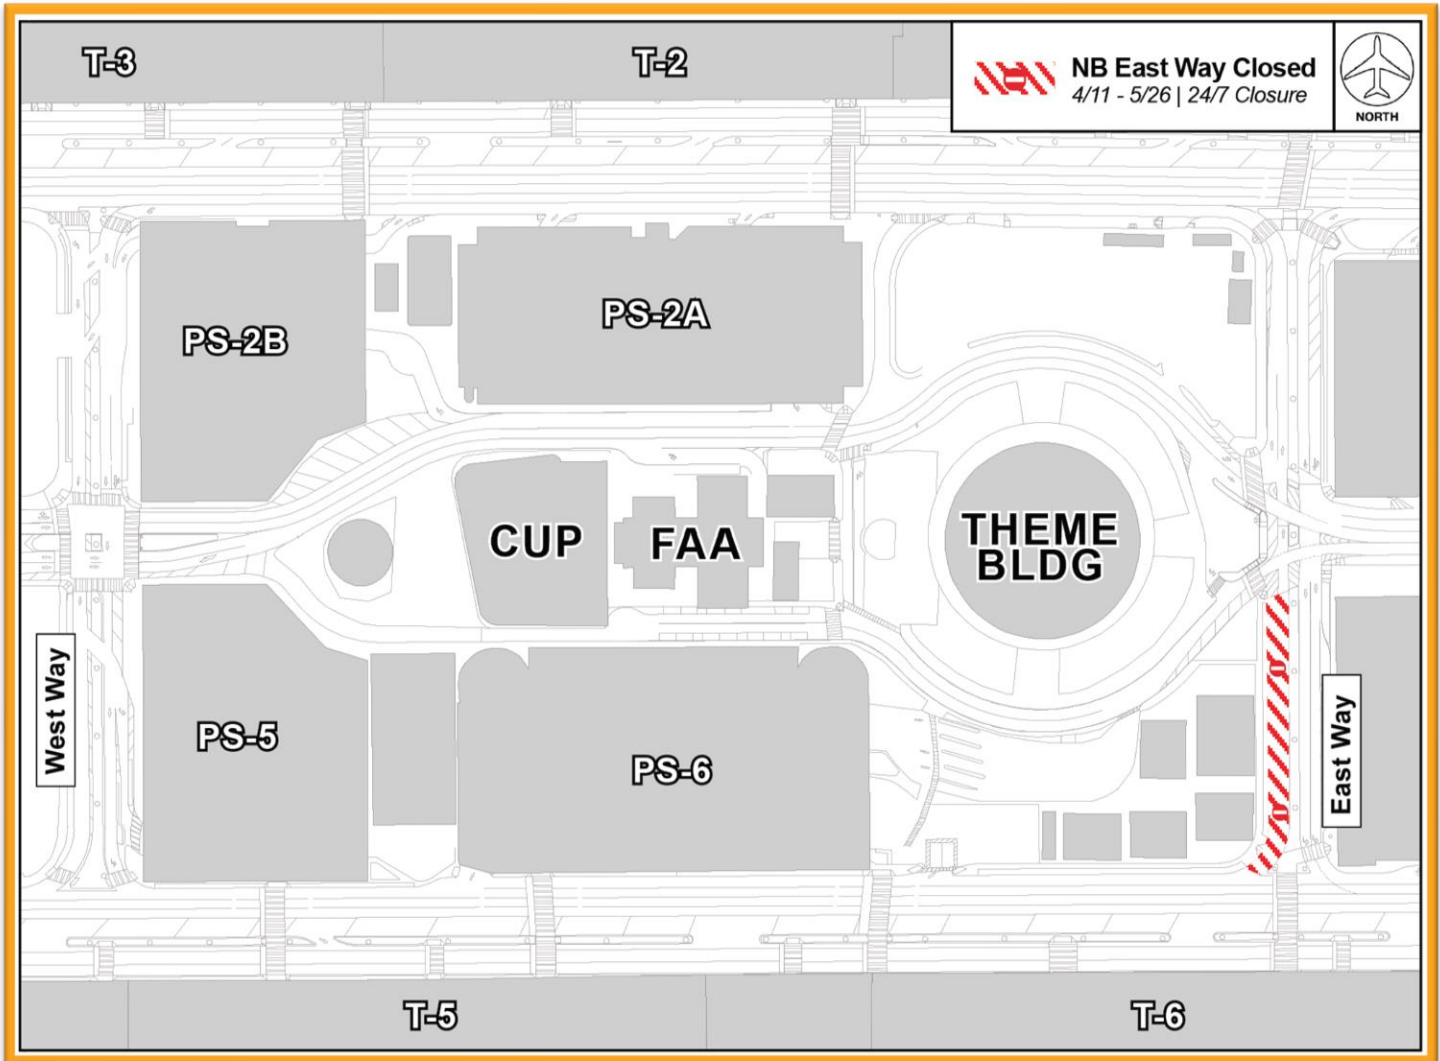 T-3
T-2
NB East Way Closed
4/11 - 5/26 | 24/7 Closure
NORTH
PS-2B
PS-2A
CUP
FAA
THEME
BLDG
West Way
PS-5
PS-6
East Way
T-5
T-6